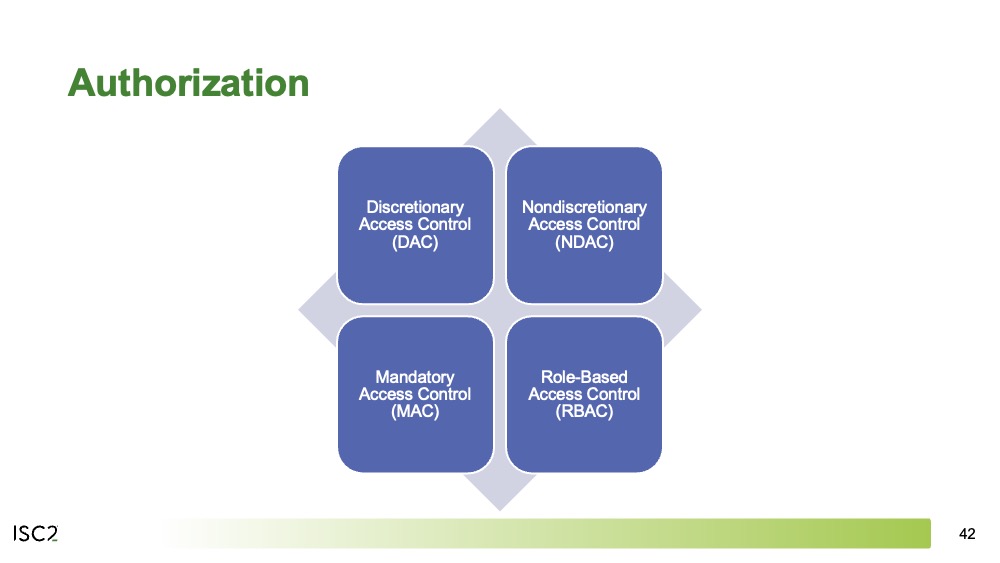 Authorization
Discretionary
Access Control
(DAC)
Nondiscretionary
Access Control
(NDAC)
Mandatory
Access Control
(MAC)
Role-Based
Access Control
(RBAC)
ISC2
42